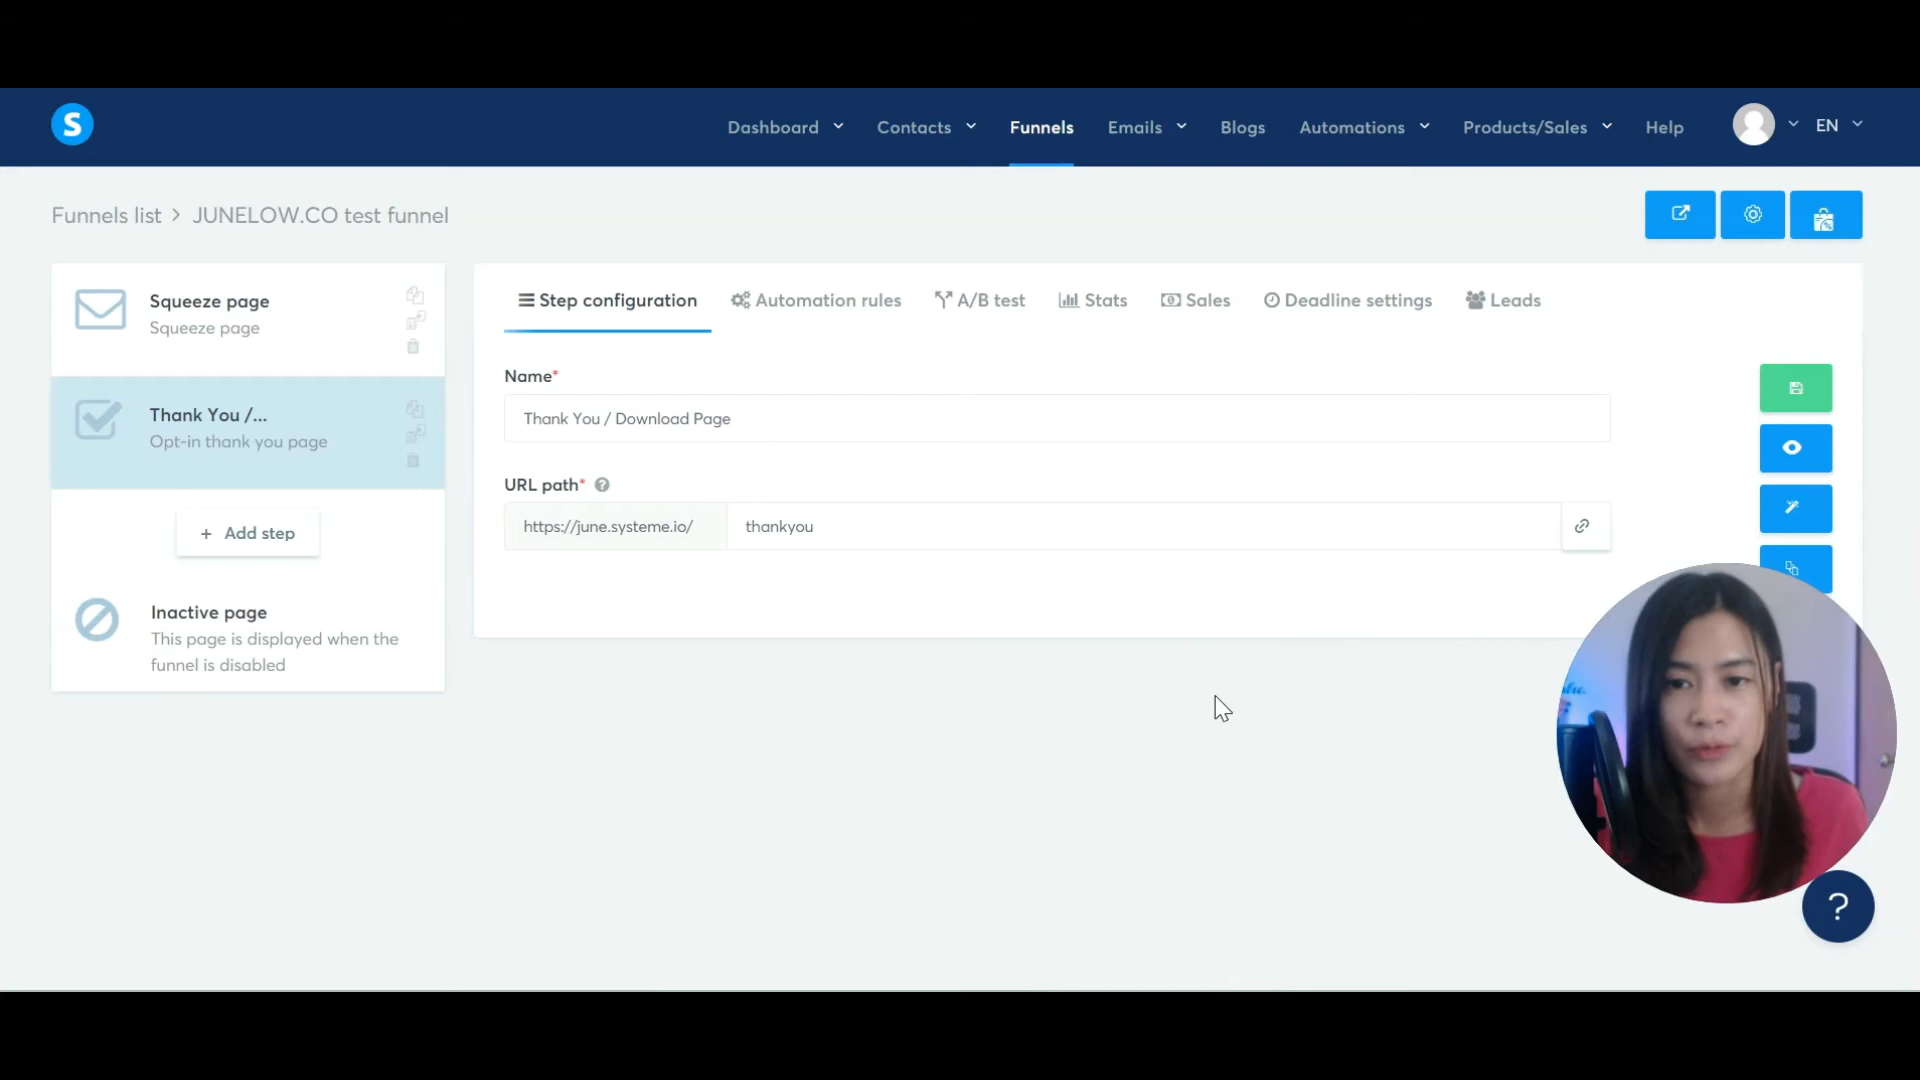 S
Dashboard
Contacts
Funnels
Emails
Blogs
Automations
Products/Sales
Help
EN
Funnels list > JUNELOW.CO test funnel
Squeeze page
Squeeze page
Thank You /...
Opt-in thank you page
+ Add step
Inactive page
This page is displayed when the
funnel is disabled
Step configuration
Automation rules
A/B test
Stats
Sales
Deadline settings
Leads
Name*
Thank You / Download Page
URL path* ?
https://june.systeme.io/
thankyou
?